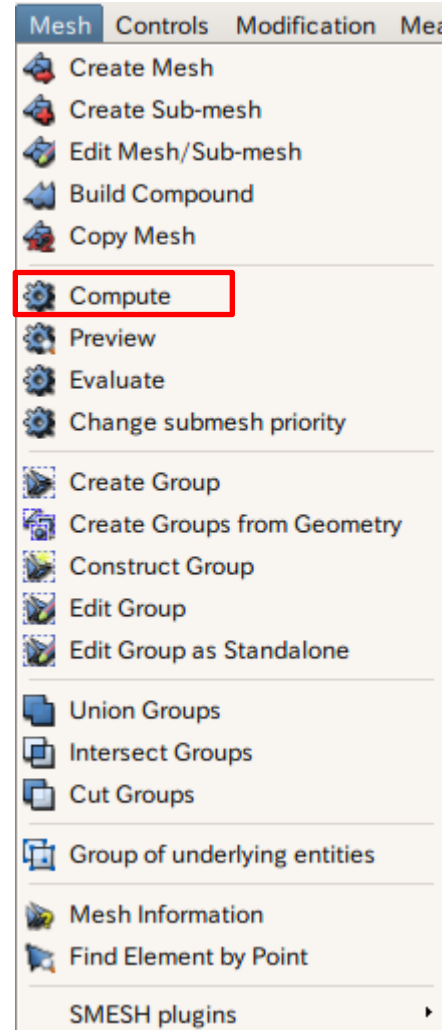 Mesh Controls Modification Mea
Create Mesh
Create Sub-mesh
Edit Mesh/Sub-mesh
Build Compound
Copy Mesh
Compute
Preview
Evaluate
Change submesh priority
Create Group
Create Groups from Geometry
Construct Group
Edit Group
Edit Group as Standalone
Union Groups
Intersect Groups
Cut Groups
Group of underlying entities
Mesh Information
Find Element by Point
SMESH plugins